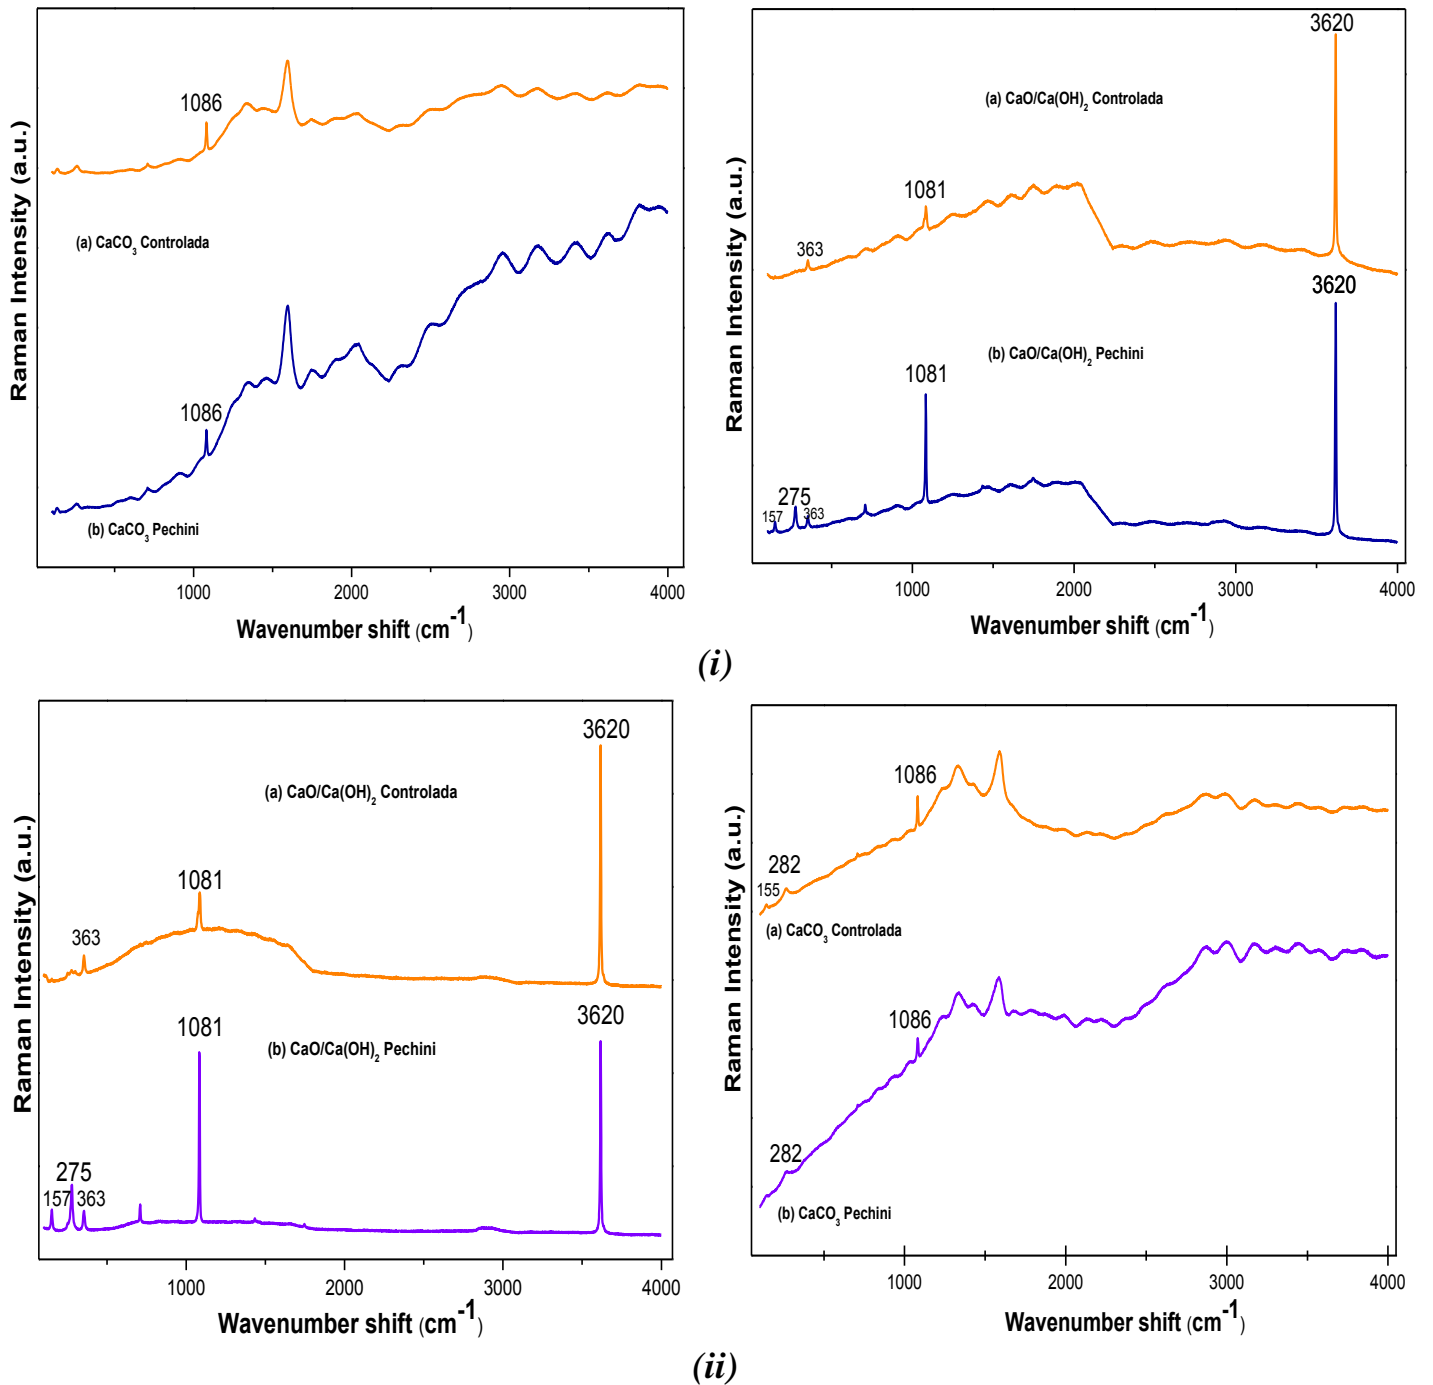 Raman Intensity (a.u.)
1086
(a) CaCO3 Controlada
1086
(b) CaCO3 Pechini
1000 2000 3000 4000
Wavenumber shift (cm-1)
Raman Intensity (a.u.)
3620
(a) CaO/Ca(OH)2 Controlada
1081
363
3620
(b) CaO/Ca(OH)2 Pechini
1081
275
157 363
1000 2000 3000 4000
Wavenumber shift (cm-1)
(i)
Raman Intensity (a.u.)
3620
(a) CaO/Ca(OH)2 Controlada
1081
363
3620
1081
(b) CaO/Ca(OH)2 Pechini
275
157 363
1000 2000 3000 4000
Wavenumber shift (cm-1)
Raman Intensity (a.u.)
1086
282
155
(a) CaCO3 Controlada
1086
282
(b) CaCO3 Pechini
1000 2000 3000 4000
Wavenumber shift (cm-1)
(ii)